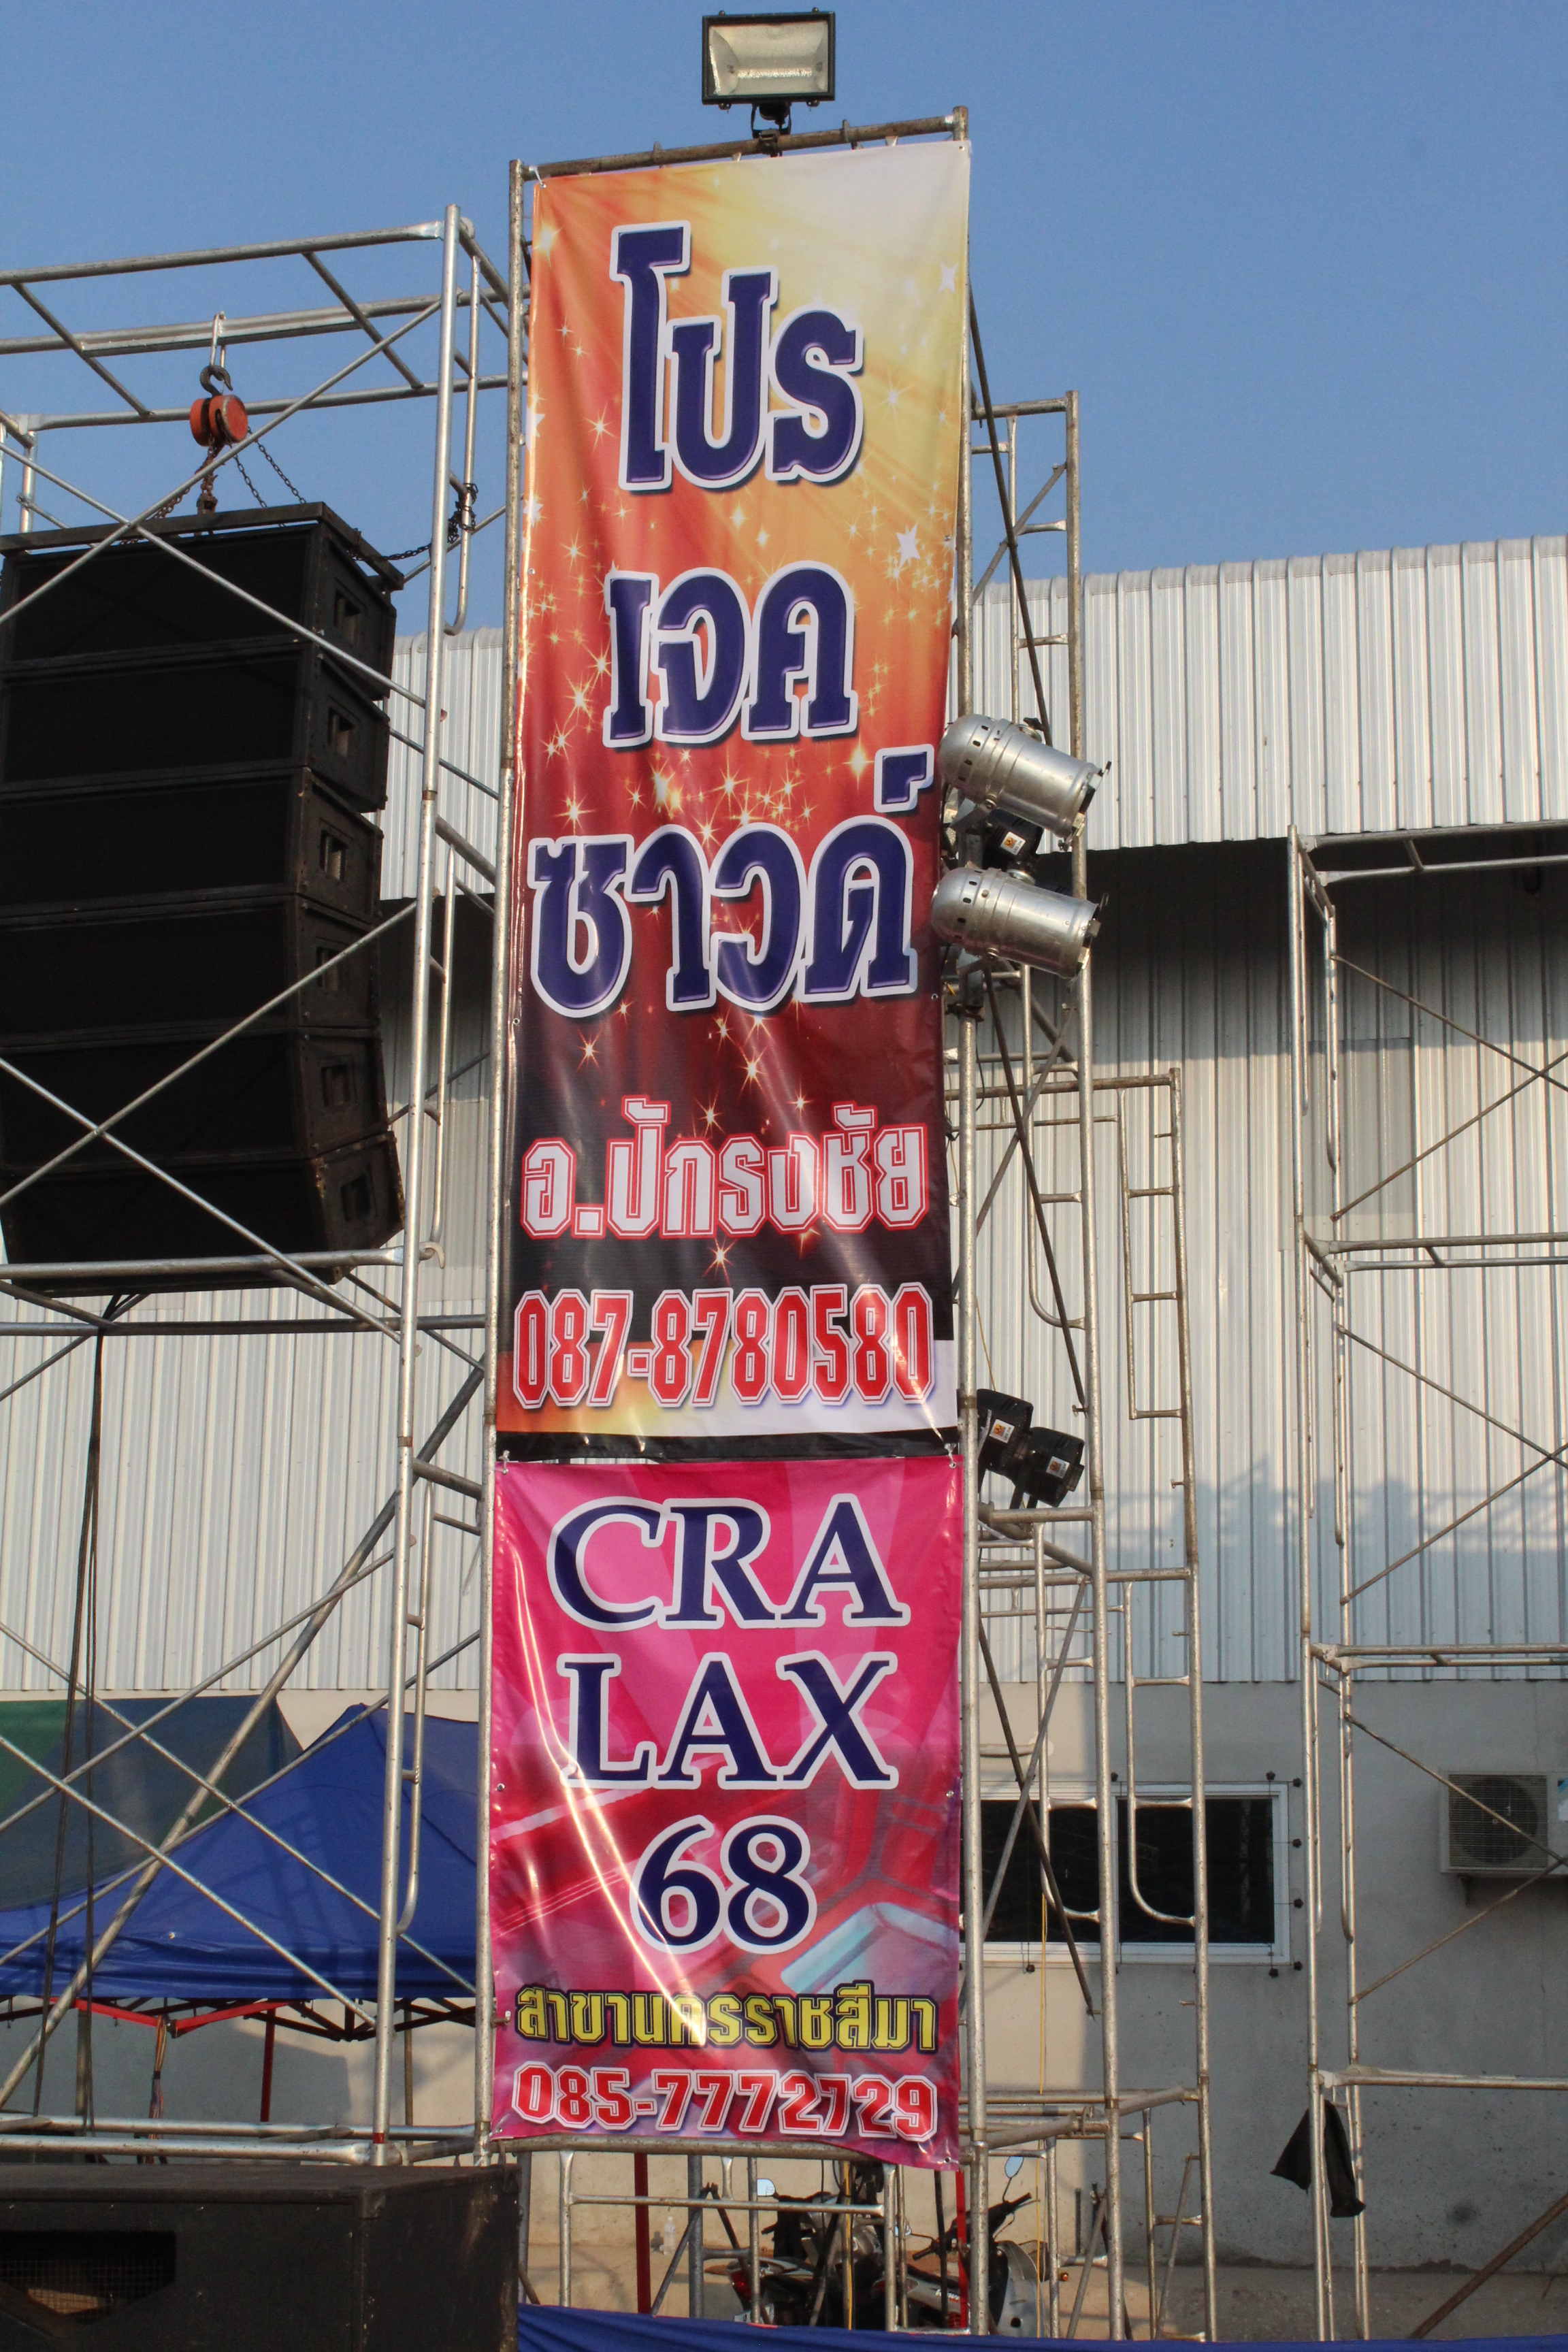 โปร
เจค
ซาวด์
อ.ปักธงชัย
087-8780580
CRA
LAX
68
สาขานครราชสีมา
085-7772729